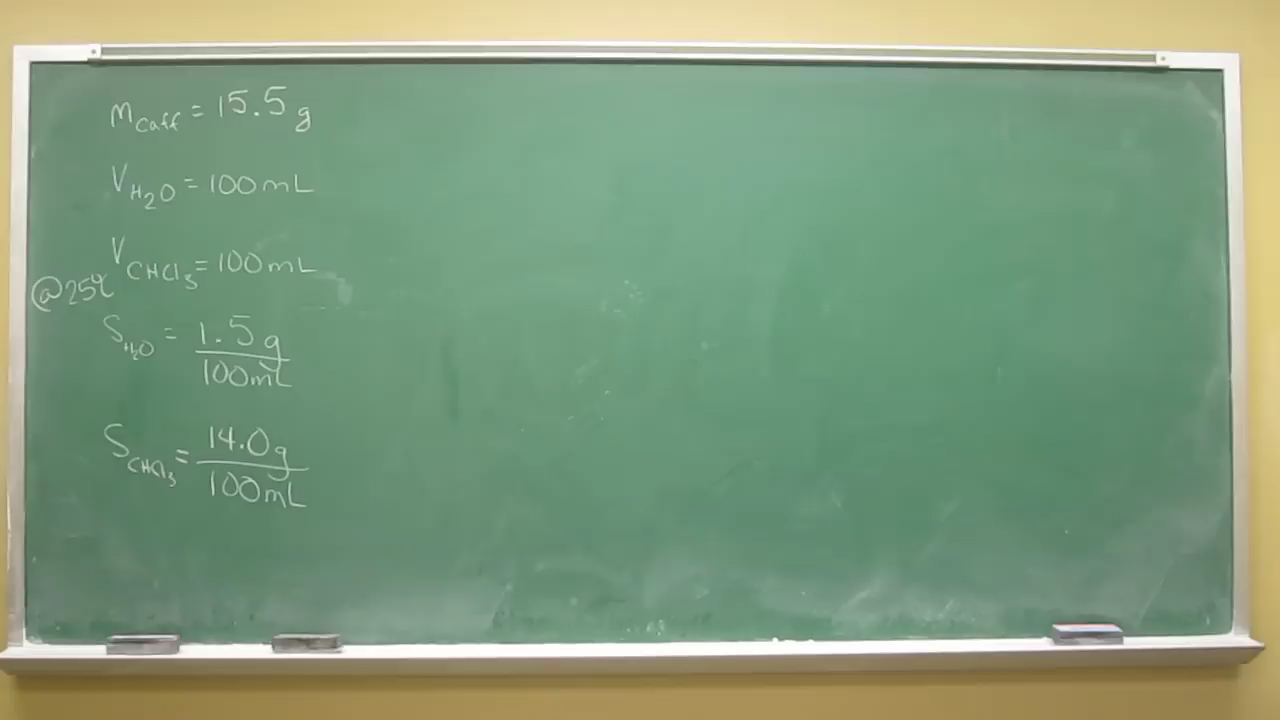 m_caff = 15.5 g
V_H₂O = 100 mL
V_CHCl₃ = 100 mL
@25°C
S_H₂O = 1.5 g / 100 mL
S_CHCl₃ = 14.0 g / 100 mL